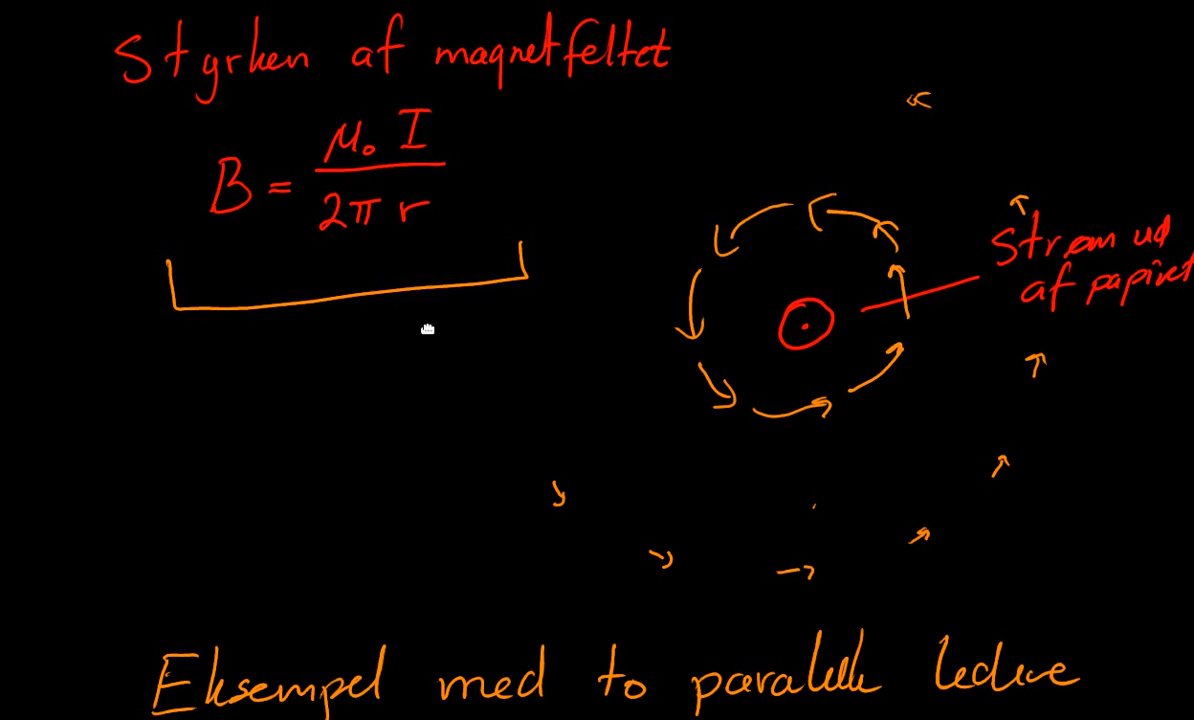 Styrken af magnetfeltet
B = μ₀ I / 2π r
Strøm ud
af papiret
Eksempel med to parallelle ledere